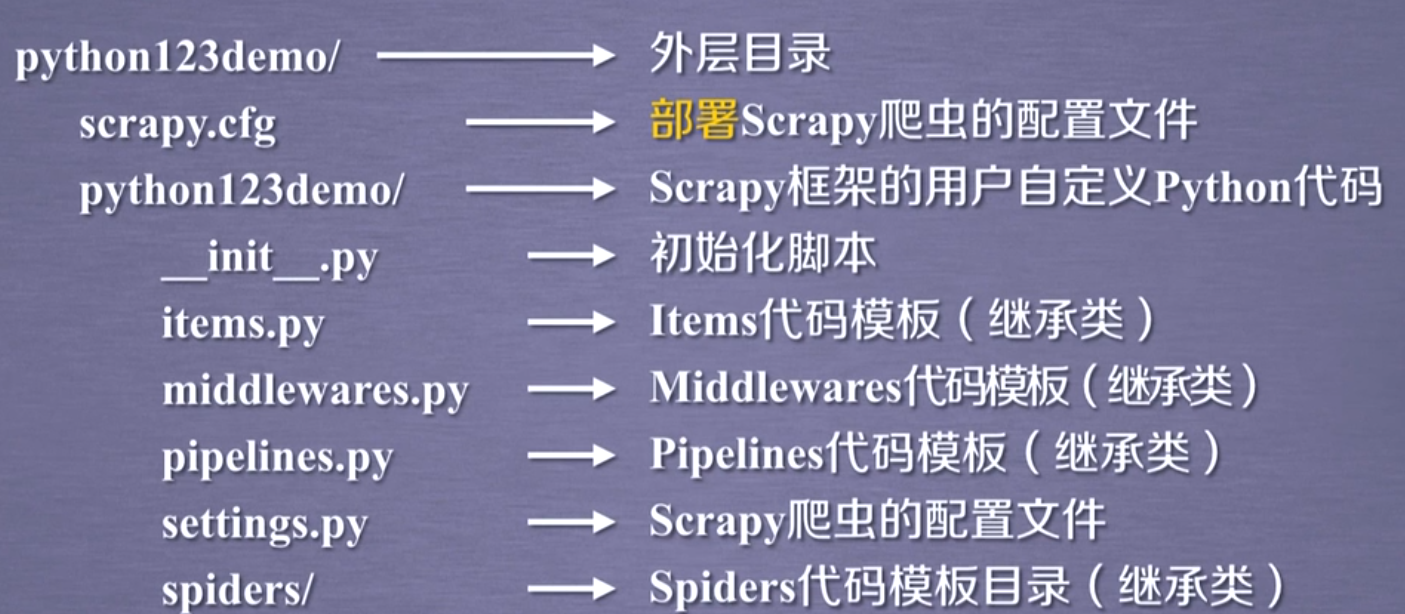 python123demo/ 外层目录
scrapy.cfg 部署Scrapy爬虫的配置文件
python123demo/ Scrapy框架的用户自定义Python代码
__init__.py 初始化脚本
items.py Items代码模板（继承类）
middlewares.py Middlewares代码模板（继承类）
pipelines.py Pipelines代码模板（继承类）
settings.py Scrapy爬虫的配置文件
spiders/ Spiders代码模板目录（继承类）